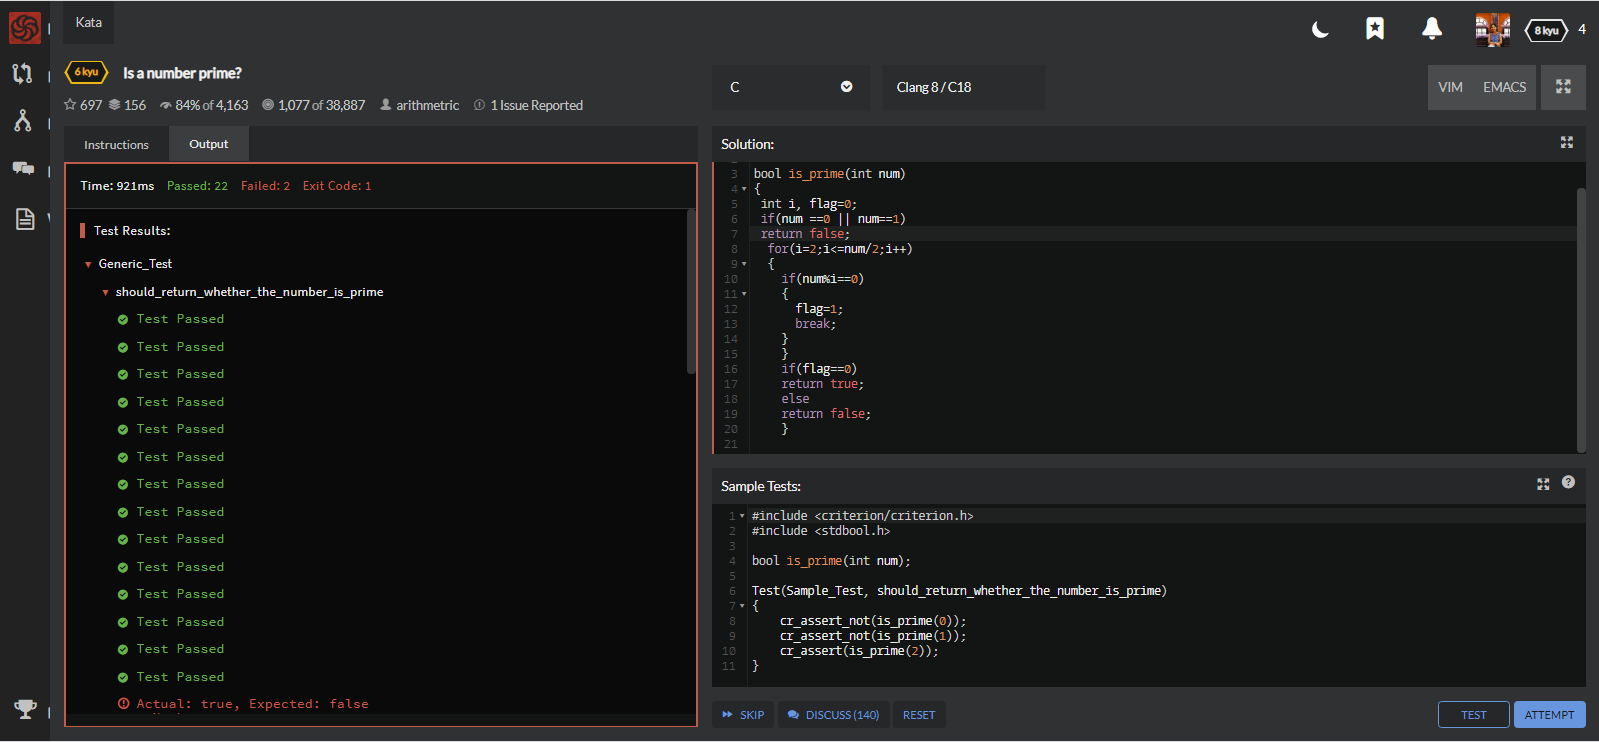 Kata
8 kyu 4
6 kyu Is a number prime?
697 156 84% of 4,163 1,077 of 38,887 arithmetic 1 Issue Reported
C
Clang 8 / C18
VIM EMACS
Instructions Output
Time: 921ms Passed: 22 Failed: 2 Exit Code: 1
Test Results:
Generic_Test
should_return_whether_the_number_is_prime
Test Passed
Test Passed
Test Passed
Test Passed
Test Passed
Test Passed
Test Passed
Test Passed
Test Passed
Test Passed
Test Passed
Test Passed
Test Passed
Test Passed
Actual: true, Expected: false
Solution:
3 bool is_prime(int num)
4 {
5 int i, flag=0;
6 if(num ==0 || num==1)
7 return false;
8 for(i=2;i<=num/2;i++)
9 {
10 if(num%i==0)
11 {
12 flag=1;
13 break;
14 }
15 }
16 if(flag==0)
17 return true;
18 else
19 return false;
20 }
21
Sample Tests:
1 #include <criterion/criterion.h>
2 #include <stdbool.h>
3
4 bool is_prime(int num);
5
6 Test(Sample_Test, should_return_whether_the_number_is_prime)
7 {
8 cr_assert_not(is_prime(0));
9 cr_assert_not(is_prime(1));
10 cr_assert(is_prime(2));
11 }
SKIP DISCUSS (140) RESET
TEST ATTEMPT